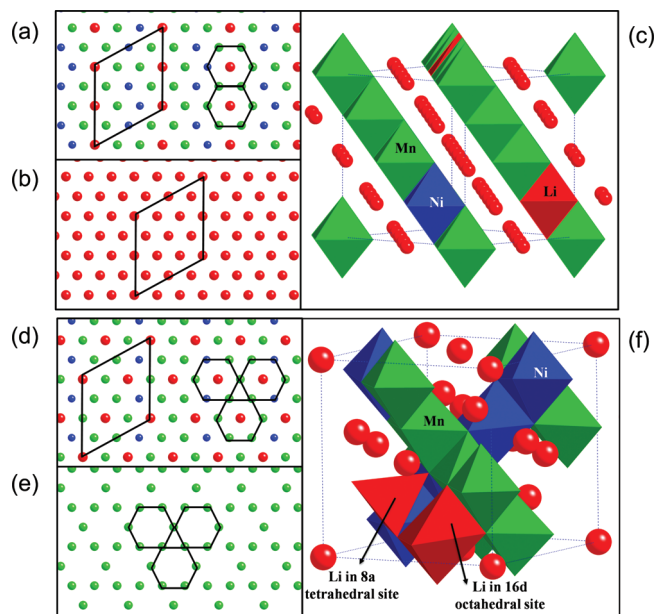 (a)
(b)
(c)
Mn
Ni
Li
(d)
(e)
(f)
Ni
Mn
Li in 8a
tetrahedral site
Li in 16d
octahedral site